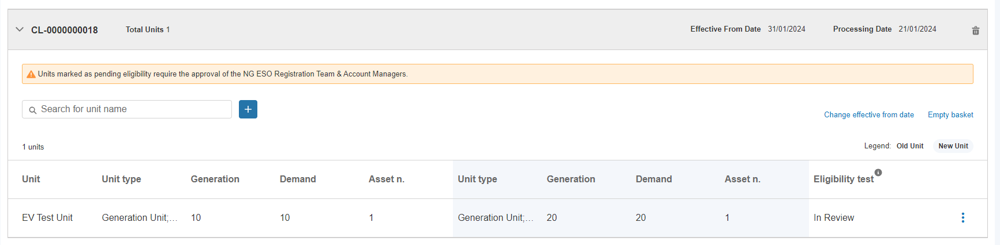 CL-0000000018 Total Units 1 Effective From Date 31/01/2024 Processing Date 21/01/2024
Units marked as pending eligibility require the approval of the NG ESO Registration Team & Account Managers.
Search for unit name
Change effective from date Empty basket
1 units Legend: Old Unit New Unit
Unit Unit type Generation Demand Asset n. Unit type Generation Demand Asset n. Eligibility test
EV Test Unit Generation Unit;... 10 10 1 Generation Unit;... 20 20 1 In Review